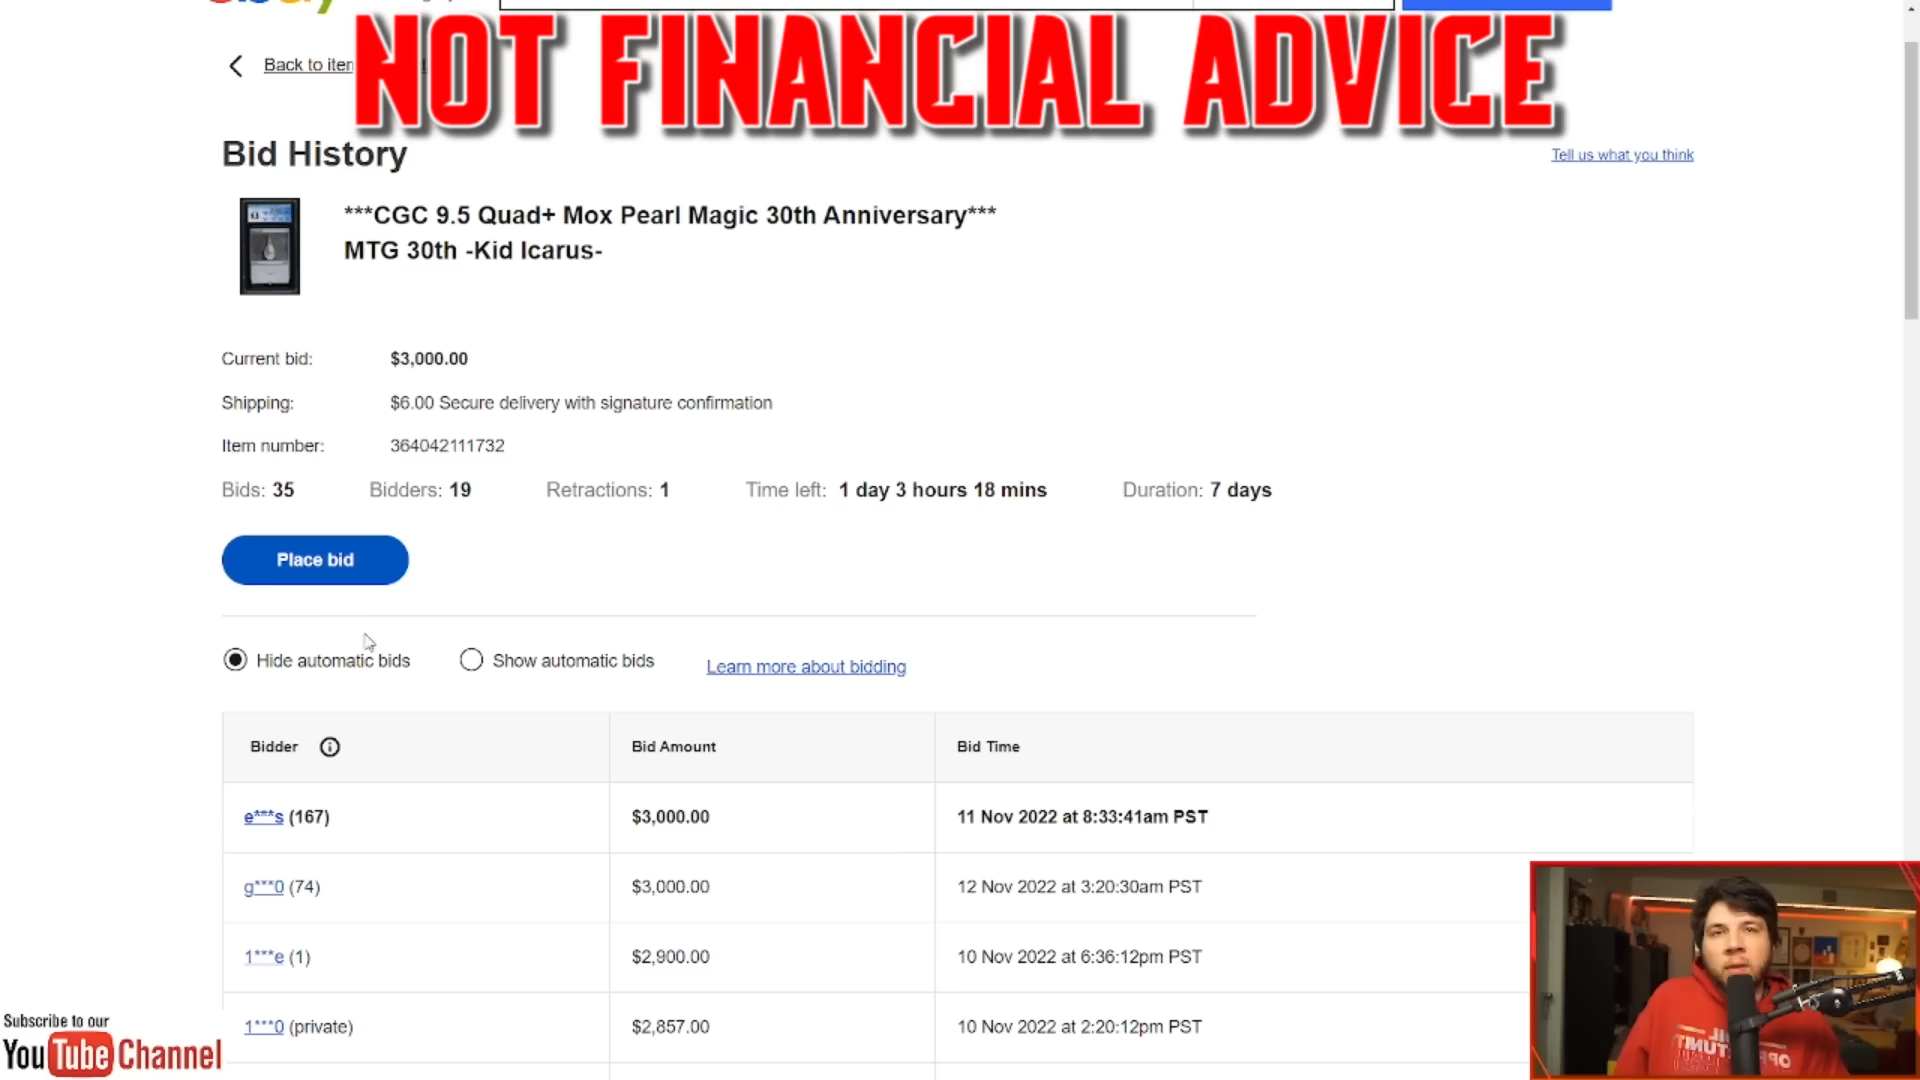 NOT FINANCIAL ADVICE
Back to iter
Bid History
Tell us what you think
***CGC 9.5 Quad+ Mox Pearl Magic 30th Anniversary***
MTG 30th -Kid Icarus-
Current bid: $3,000.00
Shipping: $6.00 Secure delivery with signature confirmation
Item number: 364042111732
Bids: 35 Bidders: 19 Retractions: 1 Time left: 1 day 3 hours 18 mins Duration: 7 days
Place bid
Hide automatic bids Show automatic bids Learn more about bidding
Bidder Bid Amount Bid Time
e***s (167) $3,000.00 11 Nov 2022 at 8:33:41am PST
g***0 (74) $3,000.00 12 Nov 2022 at 3:20:30am PST
1***e (1) $2,900.00 10 Nov 2022 at 6:36:12pm PST
1***0 (private) $2,857.00 10 Nov 2022 at 2:20:12pm PST
Subscribe to our
YouTube Channel